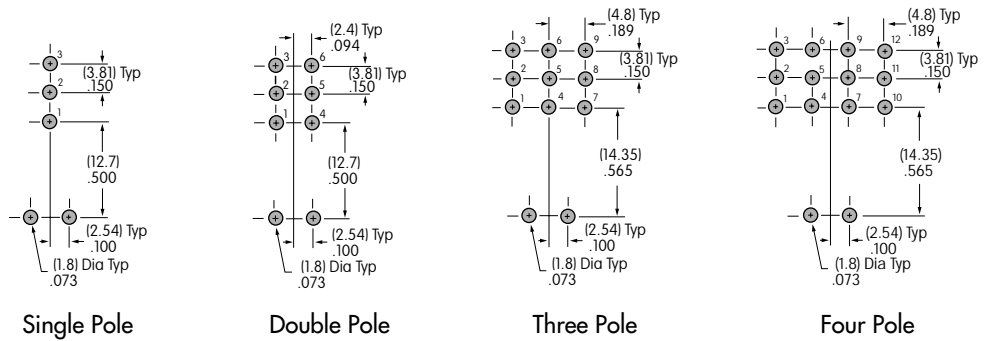 3
(3.81) Typ
.150
2
1
(12.7)
.500
(2.54) Typ
.100
(1.8) Dia Typ
.073
Single Pole
(2.4) Typ
.094
3 6
(3.81) Typ
.150
2 5
1 4
(12.7)
.500
(2.54) Typ
.100
(1.8) Dia Typ
.073
Double Pole
(4.8) Typ
.189
3 6 9
(3.81) Typ
.150
2 5 8
1 4 7
(14.35)
.565
(2.54) Typ
.100
(1.8) Dia Typ
.073
Three Pole
(4.8) Typ
.189
3 6 9 12
(3.81) Typ
.150
2 5 8 11
1 4 7 10
(14.35)
.565
(2.54) Typ
.100
(1.8) Dia Typ
.073
Four Pole